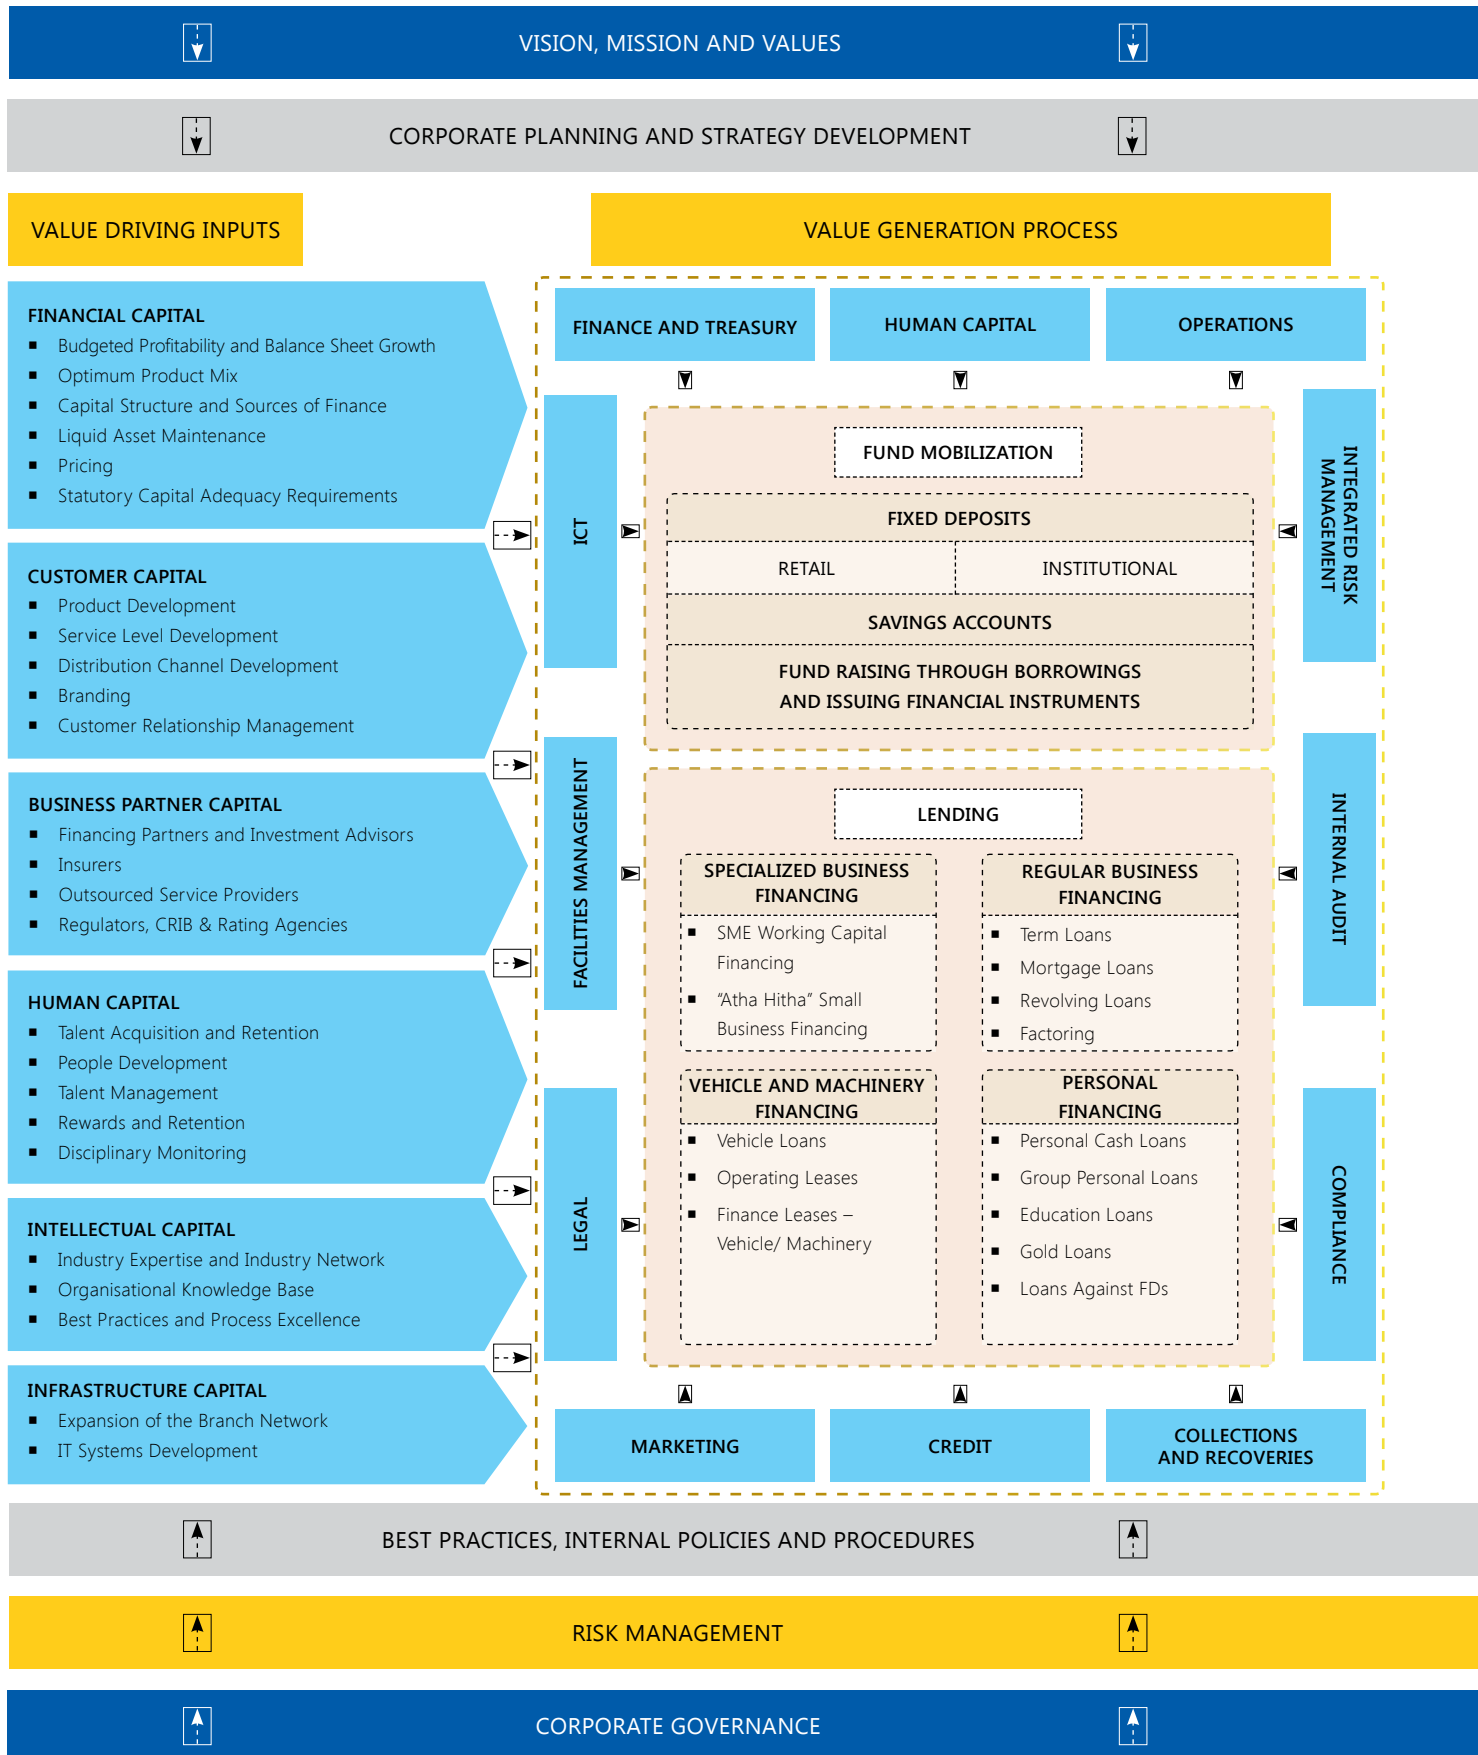 VISION, MISSION AND VALUES
CORPORATE PLANNING AND STRATEGY DEVELOPMENT
VALUE DRIVING INPUTS
FINANCIAL CAPITAL
▪ Budgeted Profitability and Balance Sheet Growth
▪ Optimum Product Mix
▪ Capital Structure and Sources of Finance
▪ Liquid Asset Maintenance
▪ Pricing
▪ Statutory Capital Adequacy Requirements
CUSTOMER CAPITAL
▪ Product Development
▪ Service Level Development
▪ Distribution Channel Development
▪ Branding
▪ Customer Relationship Management
BUSINESS PARTNER CAPITAL
▪ Financing Partners and Investment Advisors
▪ Insurers
▪ Outsourced Service Providers
▪ Regulators, CRIB & Rating Agencies
HUMAN CAPITAL
▪ Talent Acquisition and Retention
▪ People Development
▪ Talent Management
▪ Rewards and Retention
▪ Disciplinary Monitoring
INTELLECTUAL CAPITAL
▪ Industry Expertise and Industry Network
▪ Organisational Knowledge Base
▪ Best Practices and Process Excellence
INFRASTRUCTURE CAPITAL
▪ Expansion of the Branch Network
▪ IT Systems Development
VALUE GENERATION PROCESS
FINANCE AND TREASURY
HUMAN CAPITAL
OPERATIONS
ICT
FACILITIES MANAGEMENT
LEGAL
FUND MOBILIZATION
FIXED DEPOSITS
RETAIL
INSTITUTIONAL
SAVINGS ACCOUNTS
FUND RAISING THROUGH BORROWINGS
AND ISSUING FINANCIAL INSTRUMENTS
LENDING
SPECIALIZED BUSINESS
FINANCING
▪ SME Working Capital
Financing
▪ “Atha Hitha” Small
Business Financing
REGULAR BUSINESS
FINANCING
▪ Term Loans
▪ Mortgage Loans
▪ Revolving Loans
▪ Factoring
VEHICLE AND MACHINERY
FINANCING
▪ Vehicle Loans
▪ Operating Leases
▪ Finance Leases –
Vehicle/ Machinery
PERSONAL
FINANCING
▪ Personal Cash Loans
▪ Group Personal Loans
▪ Education Loans
▪ Gold Loans
▪ Loans Against FDs
INTEGRATED RISK
MANAGEMENT
INTERNAL AUDIT
COMPLIANCE
MARKETING
CREDIT
COLLECTIONS
AND RECOVERIES
BEST PRACTICES, INTERNAL POLICIES AND PROCEDURES
RISK MANAGEMENT
CORPORATE GOVERNANCE